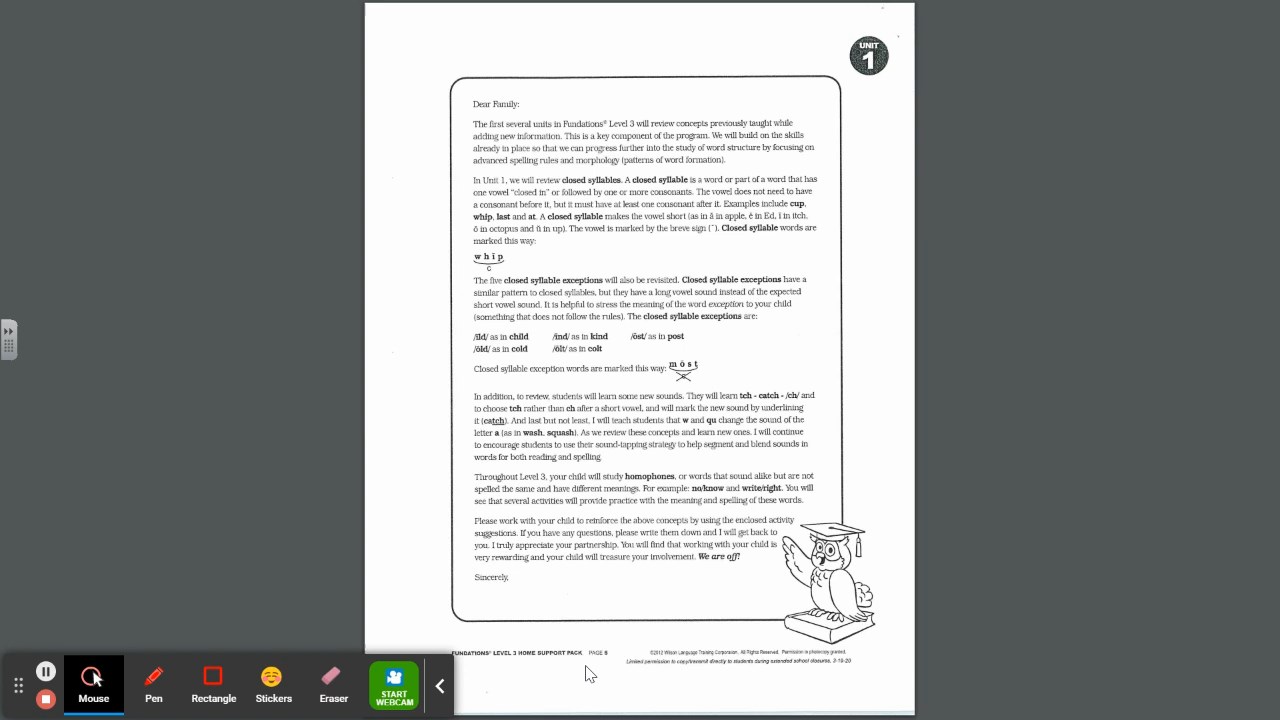 UNIT
1
Dear Family:
The first several units in Fundations® Level 3 will review concepts previously taught while
adding new information. This is a key component of the program. We will build on the skills
already in place so that we can progress further into the study of word structure by focusing on
advanced spelling rules and morphology (patterns of word formation).
In Unit 1, we will review closed syllables. A closed syllable is a word or part of a word that has
one vowel "closed in" or followed by one or more consonants. The vowel does not need to have
a consonant before it, but it must have at least one consonant after it. Examples include cup,
whip, last and at. A closed syllable makes the vowel short (as in ă in apple, ĕ in Ed, ĭ in itch,
ŏ in octopus and ŭ in up). The vowel is marked by the breve sign (˘). Closed syllable words are
marked this way:
w h ĭ p
c
The five closed syllable exceptions will also be revisited. Closed syllable exceptions have a
similar pattern to closed syllables, but they have a long vowel sound instead of the expected
short vowel sound. It is helpful to stress the meaning of the word exception to your child
(something that does not follow the rules). The closed syllable exceptions are:
/īld/ as in child /īnd/ as in kind /ōst/ as in post
/ōld/ as in cold /ōlt/ as in colt
Closed syllable exception words are marked this way: m ō s t
c
In addition, to review, students will learn some new sounds. They will learn tch - catch - /ch/ and
to choose tch rather than ch after a short vowel, and will mark the new sound by underlining
it (catch). And last but not least, I will teach students that w and qu change the sound of the
letter a (as in wash, squash). As we review these concepts and learn new ones, I will continue
to encourage students to use their sound-tapping strategy to help segment and blend sounds in
words for both reading and spelling.
Throughout Level 3, your child will study homophones, or words that sound alike but are not
spelled the same and have different meanings. For example: no/know and write/right. You will
see that several activities will provide practice with the meaning and spelling of these words.
Please work with your child to reinforce the above concepts by using the enclosed activity
suggestions. If you have any questions, please write them down and I will get back to
you. I truly appreciate your partnership. You will find that working with your child is
very rewarding and your child will treasure your involvement. We are off!
Sincerely,
FUNDATIONS® LEVEL 3 HOME SUPPORT PACK PAGE 5
©2012 Wilson Language Training Corporation. All Rights Reserved. Permission to photocopy granted.
Limited permission to copy/transmit directly to students during extended school closures. 3-19-20
Mouse
Pen
Rectangle
Stickers
Eraser
START
WEBCAM